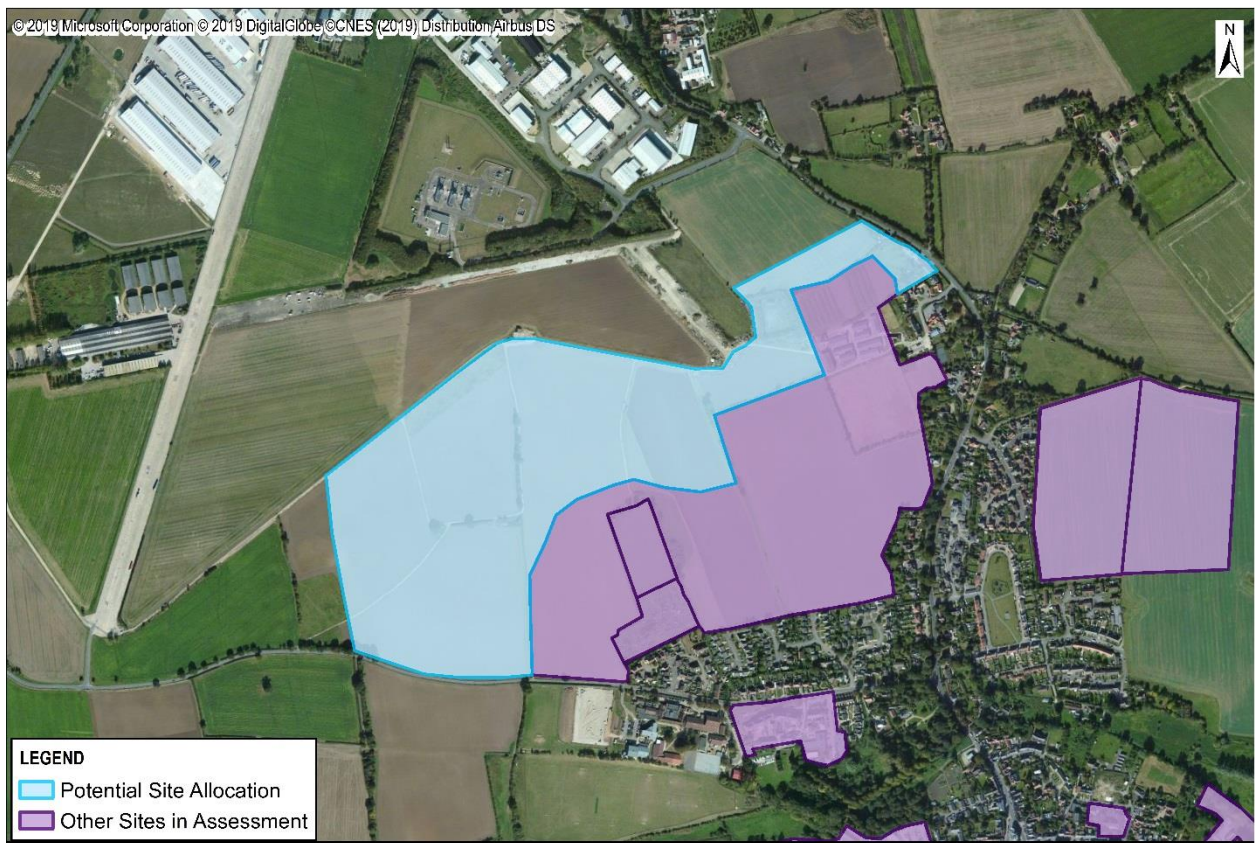 © 2019 Microsoft Corporation © 2019 DigitalGlobe ©CNES (2019) Distribution Airbus DS
N
LEGEND
Potential Site Allocation
Other Sites in Assessment